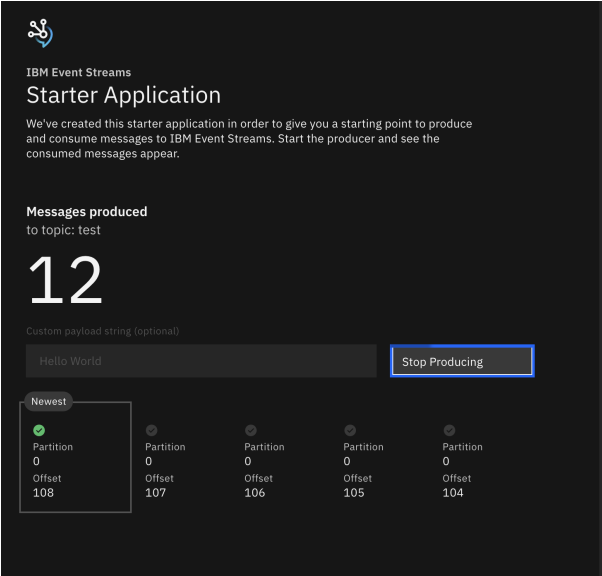 IBM Event Streams
Starter Application
We've created this starter application in order to give you a starting point to produce
and consume messages to IBM Event Streams. Start the producer and see the
consumed messages appear.
Messages produced
to topic: test
12
Custom payload string (optional)
Hello World
Stop Producing
Newest
Partition
0
Offset
108
Partition
0
Offset
107
Partition
0
Offset
106
Partition
0
Offset
105
Partition
0
Offset
104